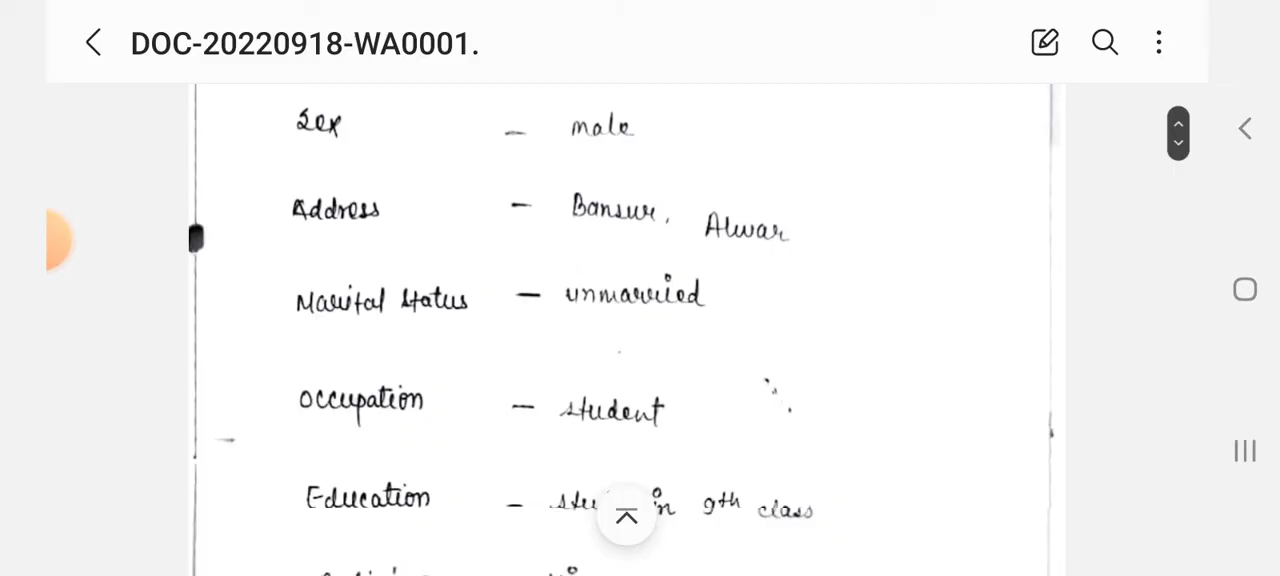 DOC-20220918-WA0001.
Sex - male
Address - Bansur, Alwar
Marital Status - unmarried
Occupation - student
Education - in 9th class